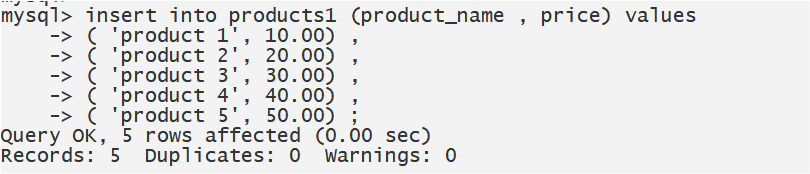 mysql> insert into products1 (product_name , price) values
    -> ( 'product 1', 10.00) ,
    -> ( 'product 2', 20.00) ,
    -> ( 'product 3', 30.00) ,
    -> ( 'product 4', 40.00) ,
    -> ( 'product 5', 50.00) ;
Query OK, 5 rows affected (0.00 sec)
Records: 5  Duplicates: 0  Warnings: 0